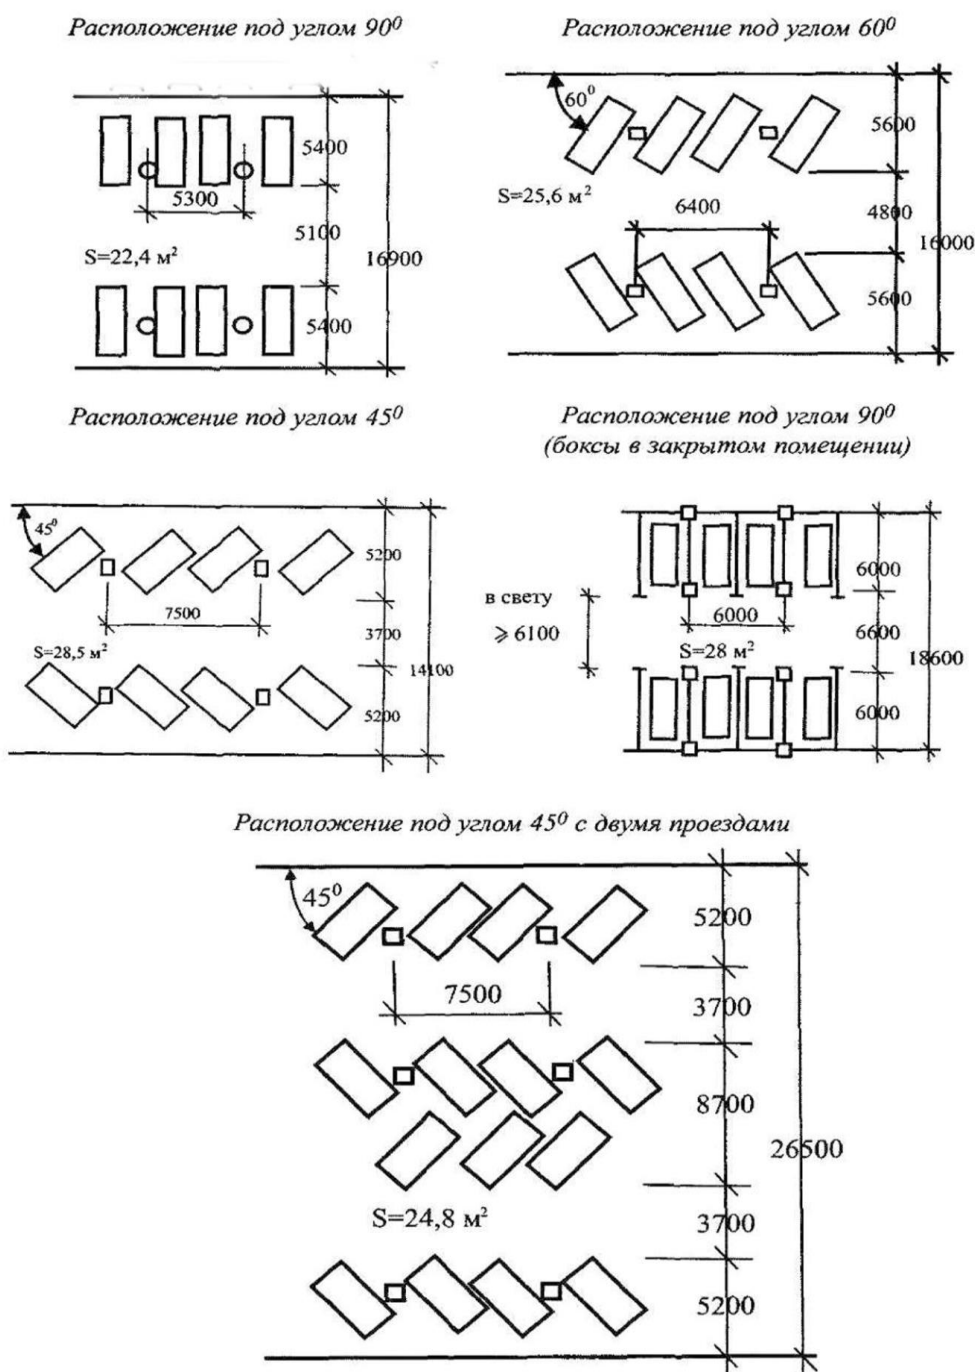 Расположение под углом 90⁰
5400
5300
5100
S=22,4 м²
16900
5400
Расположение под углом 60⁰
60⁰
5600
S=25,6 м²
6400
4800
16000
5600
Расположение под углом 45⁰
45⁰
5200
7500
3700
S=28,5 м²
14100
5200
Расположение под углом 90⁰
(боксы в закрытом помещении)
6000
в свету
⩾ 6100
6000
6600
S=28 м²
18600
6000
Расположение под углом 45⁰ с двумя проездами
45⁰
5200
7500
3700
8700
26500
S=24,8 м²
3700
5200